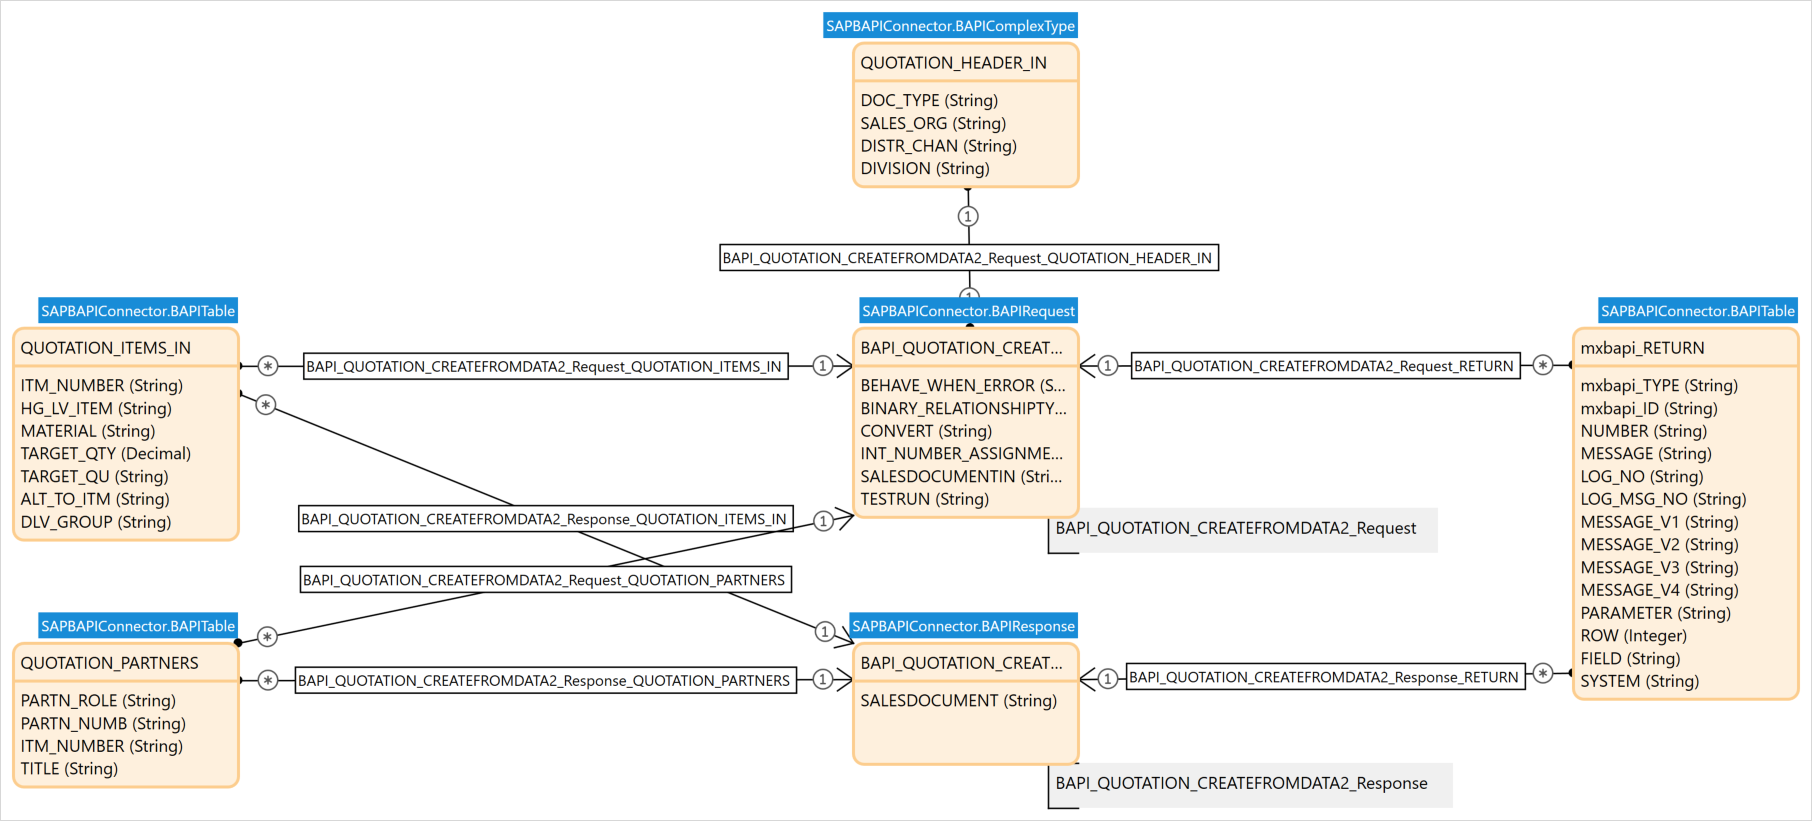 SAPBAPIConnector.BAPIComplexType
QUOTATION_HEADER_IN
DOC_TYPE (String)
SALES_ORG (String)
DISTR_CHAN (String)
DIVISION (String)
1
BAPI_QUOTATION_CREATEFROMDATA2_Request_QUOTATION_HEADER_IN
1
SAPBAPIConnector.BAPITable
QUOTATION_ITEMS_IN
ITM_NUMBER (String)
HG_LV_ITEM (String)
MATERIAL (String)
TARGET_QTY (Decimal)
TARGET_QU (String)
ALT_TO_ITM (String)
DLV_GROUP (String)
* BAPI_QUOTATION_CREATEFROMDATA2_Request_QUOTATION_ITEMS_IN 1
* BAPI_QUOTATION_CREATEFROMDATA2_Response_QUOTATION_ITEMS_IN 1
SAPBAPIConnector.BAPIRequest
BAPI_QUOTATION_CREAT...
BEHAVE_WHEN_ERROR (S...
BINARY_RELATIONSHIPTY...
CONVERT (String)
INT_NUMBER_ASSIGNME...
SALESDOCUMENTIN (Stri...
TESTRUN (String)
BAPI_QUOTATION_CREATEFROMDATA2_Request
1 BAPI_QUOTATION_CREATEFROMDATA2_Request_RETURN *
SAPBAPIConnector.BAPITable
mxbapi_RETURN
mxbapi_TYPE (String)
mxbapi_ID (String)
NUMBER (String)
MESSAGE (String)
LOG_NO (String)
LOG_MSG_NO (String)
MESSAGE_V1 (String)
MESSAGE_V2 (String)
MESSAGE_V3 (String)
MESSAGE_V4 (String)
PARAMETER (String)
ROW (Integer)
FIELD (String)
SYSTEM (String)
* BAPI_QUOTATION_CREATEFROMDATA2_Request_QUOTATION_PARTNERS 1
SAPBAPIConnector.BAPITable
QUOTATION_PARTNERS
PARTN_ROLE (String)
PARTN_NUMB (String)
ITM_NUMBER (String)
TITLE (String)
* BAPI_QUOTATION_CREATEFROMDATA2_Response_QUOTATION_PARTNERS 1
SAPBAPIConnector.BAPIResponse
BAPI_QUOTATION_CREAT...
SALESDOCUMENT (String)
BAPI_QUOTATION_CREATEFROMDATA2_Response
1 BAPI_QUOTATION_CREATEFROMDATA2_Response_RETURN *